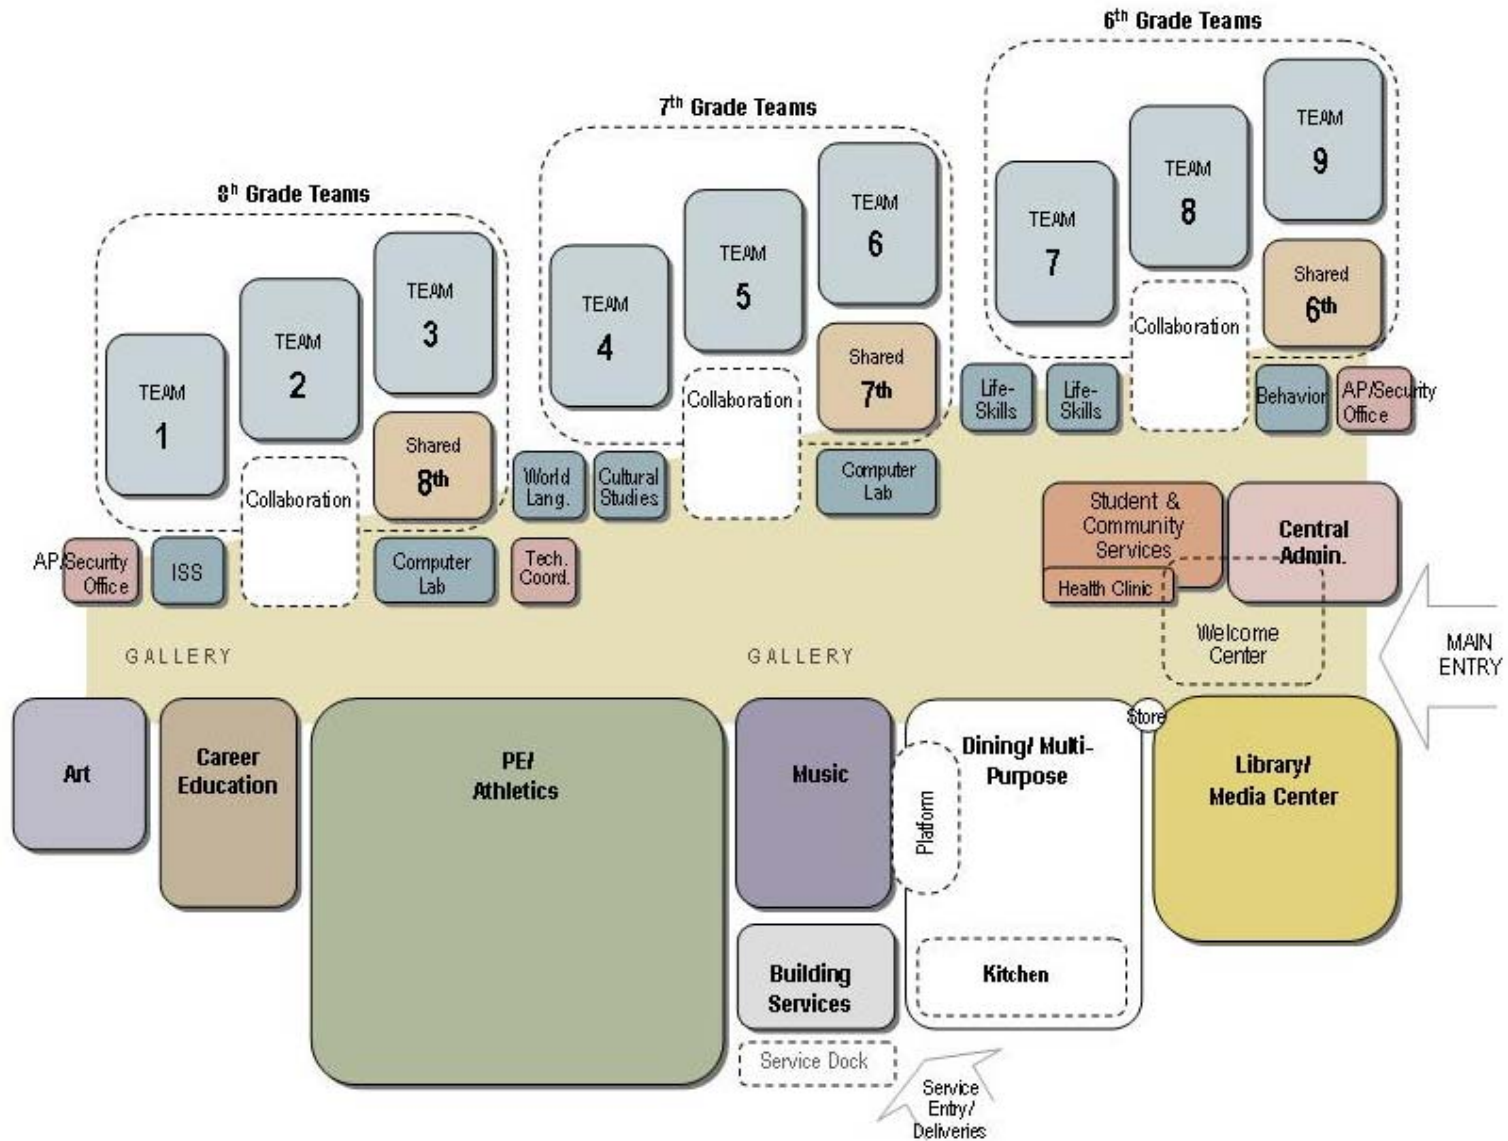 6th Grade Teams
TEAM
9
TEAM
8
TEAM
7
Shared
6th
Collaboration
7th Grade Teams
TEAM
6
TEAM
5
TEAM
4
Shared
7th
Collaboration
8h Grade Teams
TEAM
3
TEAM
2
TEAM
1
Shared
8th
Collaboration
Life-
Skills
Life-
Skills
Behavior
AP/Security
Office
World
Lang.
Cultural
Studies
Computer
Lab
AP/Security
Office
ISS
Computer
Lab
Tech.
Coord.
Student &
Community
Services
Health Clinic
Central
Admin.
Welcome
Center
MAIN
ENTRY
GALLERY
GALLERY
Art
Career
Education
PE/
Athletics
Music
Platform
Dining/ Multi-
Purpose
Store
Library/
Media Center
Building
Services
Kitchen
Service Dock
Service
Entry/
Deliveries